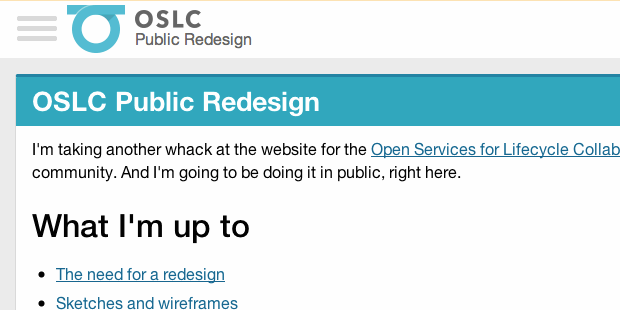 OSLC
Public Redesign
OSLC Public Redesign
I'm taking another whack at the website for the Open Services for Lifecycle Collab
community. And I'm going to be doing it in public, right here.
What I'm up to
• The need for a redesign
• Sketches and wireframes